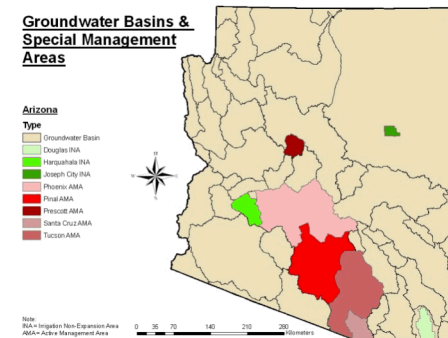 Groundwater Basins &
Special Management
Areas
Arizona
Type
Groundwater Basin
Douglas INA
Harquahala INA
Joseph City INA
Phoenix AMA
Pinal AMA
Prescott AMA
Santa Cruz AMA
Tucson AMA
N
W E
S
Note:
INA = Irrigation Non-Expansion Area
AMA = Active Management Area
0 35 70 140 210 280
Kilometers